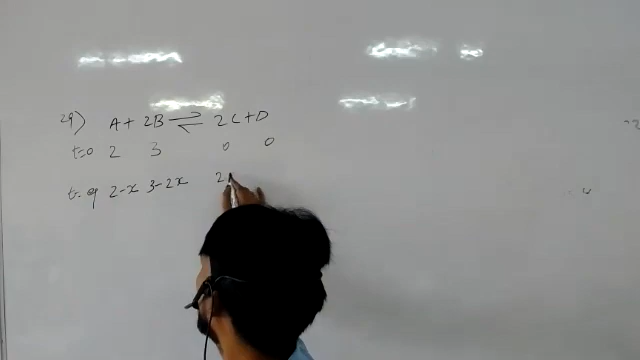 29) A + 2B ⇌ 2C + D
t=0 2 3 0 0
t. eq 2-x 3-2x 2